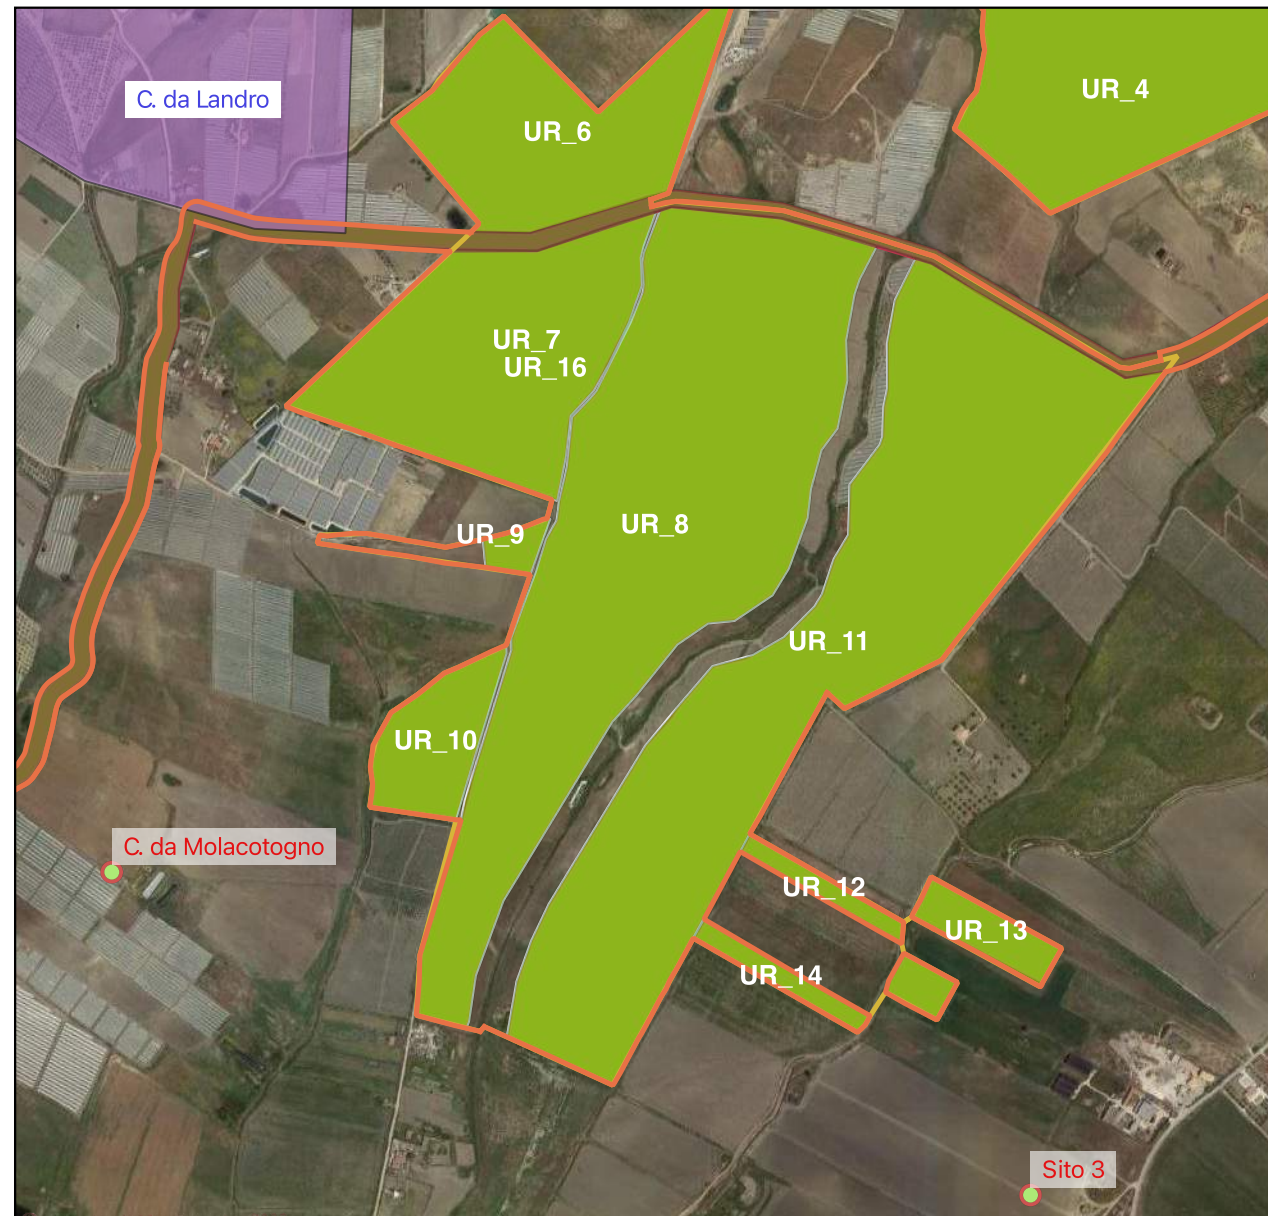 UR_4
C. da Landro
UR_6
UR_7
UR_16
UR_8
UR_9
UR_11
UR_10
C. da Molacotogno
UR_12
UR_13
UR_14
Sito 3